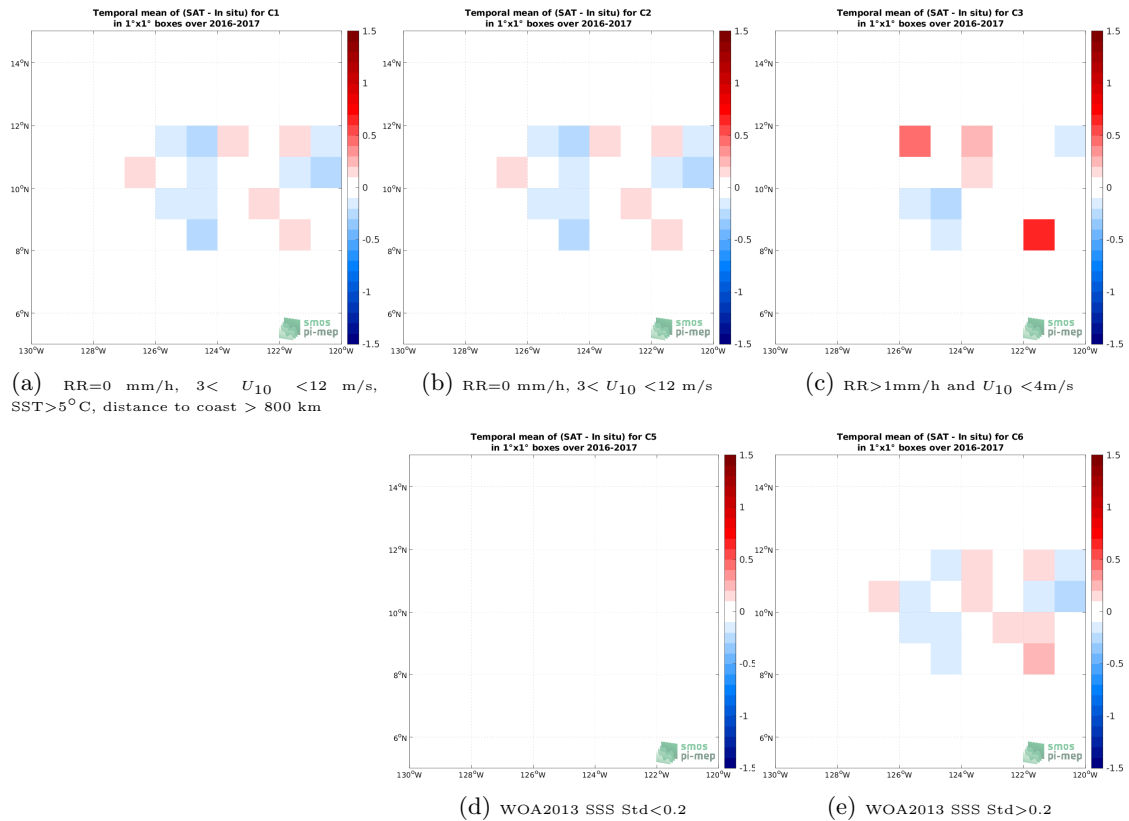 Temporal mean of (SAT - In situ) for C1
in 1°x1° boxes over 2016-2017
14°N
12°N
10°N
8°N
6°N
130°W
128°W
126°W
124°W
122°W
120°W
1.5
1
0.5
0
-0.5
-1
-1.5
smos
pi-mep
(a) RR=0 mm/h, 3< U10 <12 m/s,
SST>5°C, distance to coast > 800 km
Temporal mean of (SAT - In situ) for C2
in 1°x1° boxes over 2016-2017
14°N
12°N
10°N
8°N
6°N
130°W
128°W
126°W
124°W
122°W
120°W
1.5
1
0.5
0
-0.5
-1
-1.5
smos
pi-mep
(b) RR=0 mm/h, 3< U10 <12 m/s
Temporal mean of (SAT - In situ) for C3
in 1°x1° boxes over 2016-2017
14°N
12°N
10°N
8°N
6°N
130°W
128°W
126°W
124°W
122°W
120°W
1.5
1
0.5
0
-0.5
-1
-1.5
smos
pi-mep
(c) RR>1mm/h and U10 <4m/s
Temporal mean of (SAT - In situ) for C5
in 1°x1° boxes over 2016-2017
14°N
12°N
10°N
8°N
6°N
130°W
128°W
126°W
124°W
122°W
120°W
1.5
1
0.5
0
-0.5
-1
-1.5
smos
pi-mep
(d) WOA2013 SSS Std<0.2
Temporal mean of (SAT - In situ) for C6
in 1°x1° boxes over 2016-2017
14°N
12°N
10°N
8°N
6°N
130°W
128°W
126°W
124°W
122°W
120°W
1.5
1
0.5
0
-0.5
-1
-1.5
smos
pi-mep
(e) WOA2013 SSS Std>0.2